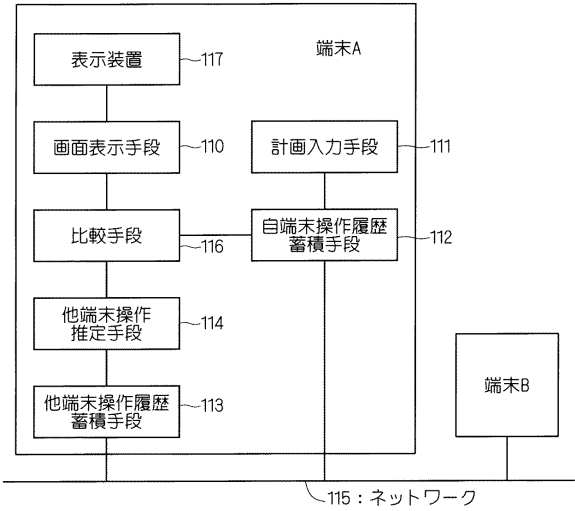 端末A
表示装置
117
画面表示手段
110
計画入力手段
111
比較手段
116
自端末操作履歴
蓄積手段
112
他端末操作
推定手段
114
他端末操作履歴
蓄積手段
113
端末B
115：ネットワーク